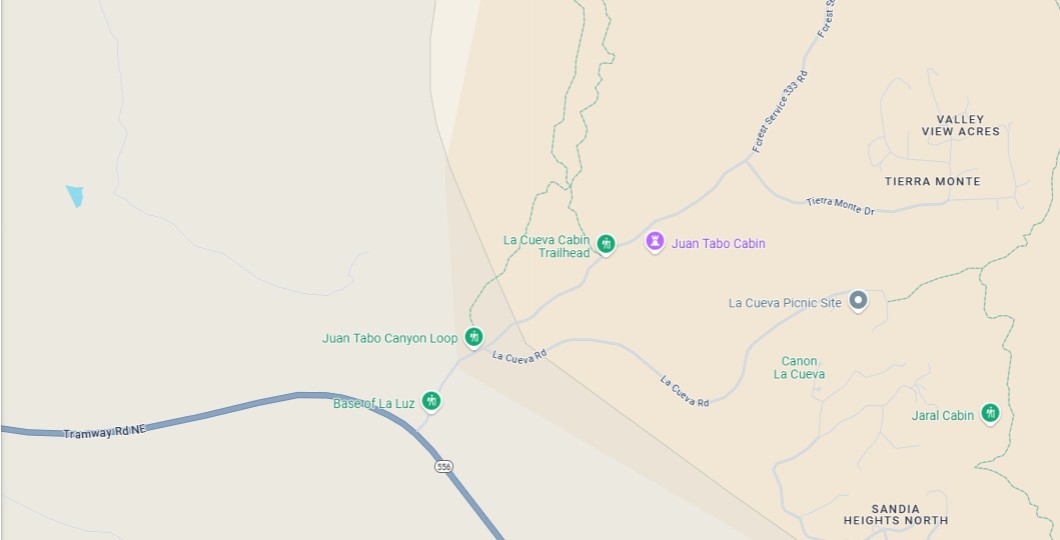 Forest Se
Forest Service 333 Rd
VALLEY
VIEW ACRES
TIERRA MONTE
Tierra Monte Dr
La Cueva Cabin
Trailhead
Juan Tabo Cabin
La Cueva Picnic Site
Juan Tabo Canyon Loop
La Cueva Rd
Canon
La Cueva
La Cueva Rd
Base of La Luz
Jaral Cabin
Tramway Rd NE
556
SANDIA
HEIGHTS NORTH